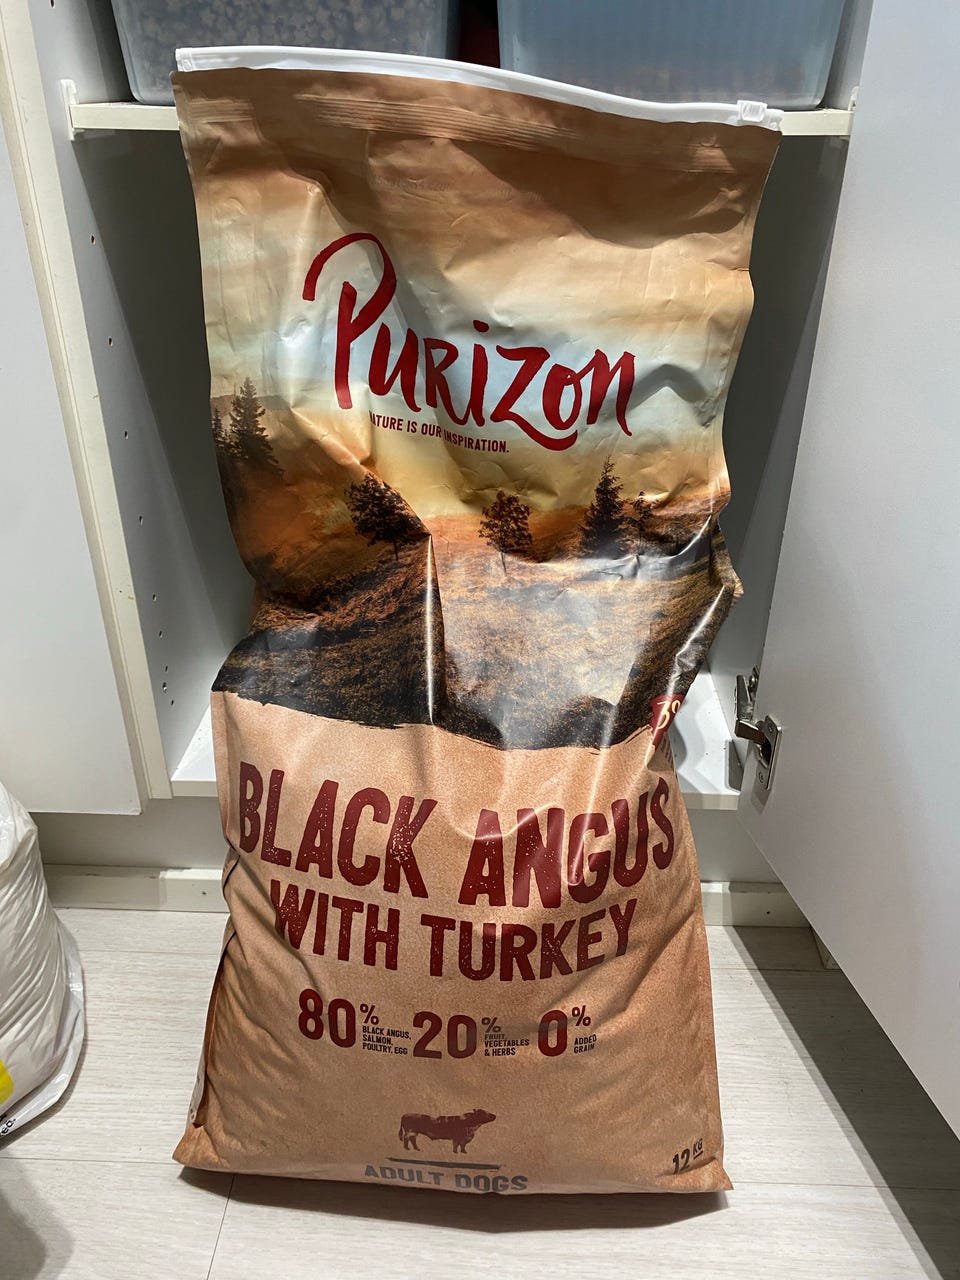 Purizon
NATURE IS OUR INSPIRATION.
BLACK ANGUS
WITH TURKEY
80% BLACK ANGUS,
SALMON,
POULTRY, EGG
20% FRUIT,
VEGETABLES
& HERBS
0% ADDED
GRAIN
ADULT DOGS
12 KG